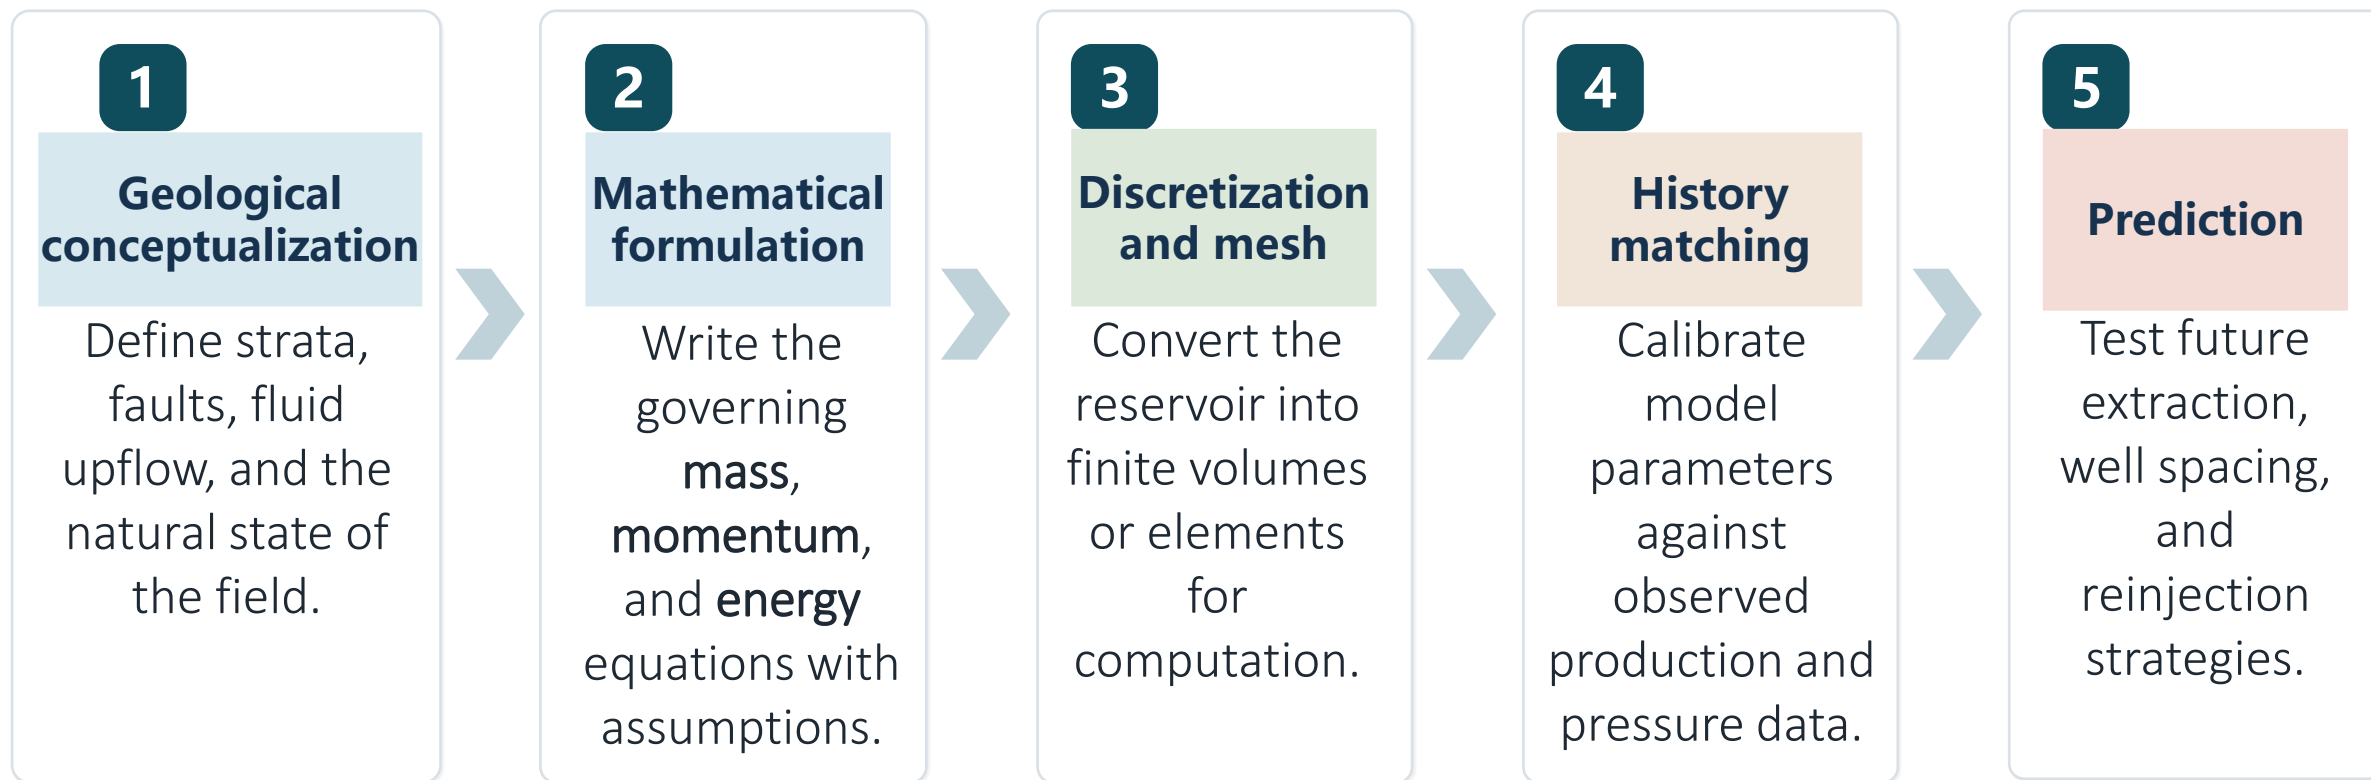 1
Geological
conceptualization
Define strata,
faults, fluid
upflow, and the
natural state of
the field.
2
Mathematical
formulation
Write the
governing
mass,
momentum,
and energy
equations with
assumptions.
3
Discretization
and mesh
Convert the
reservoir into
finite volumes
or elements
for
computation.
4
History
matching
Calibrate
model
parameters
against
observed
production and
pressure data.
5
Prediction
Test future
extraction,
well spacing,
and
reinjection
strategies.